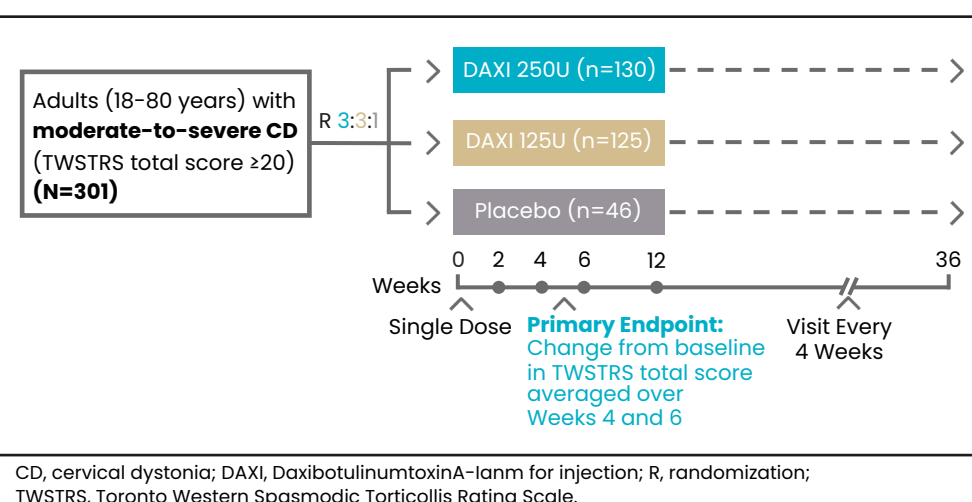 Adults (18-80 years) with
moderate-to-severe CD
(TWSTRS total score ≥20)
(N=301)
R 3:3:1
DAXI 250U (n=130)
DAXI 125U (n=125)
Placebo (n=46)
0 2 4 6 12 36
Weeks
Single Dose
Primary Endpoint:
Change from baseline
in TWSTRS total score
averaged over
Weeks 4 and 6
Visit Every
4 Weeks
CD, cervical dystonia; DAXI, DaxibotulinumtoxinA-lanm for injection; R, randomization;
TWSTRS, Toronto Western Spasmodic Torticollis Rating Scale.